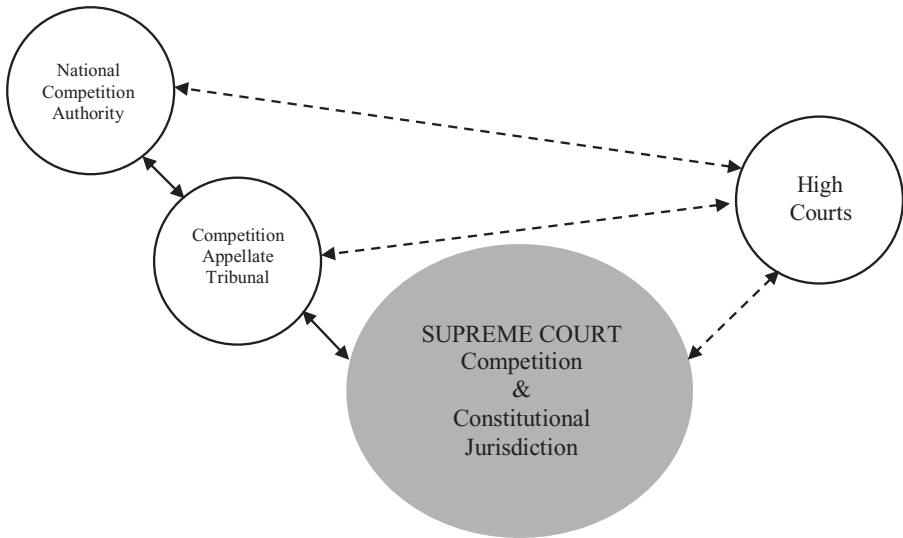 National
Competition
Authority
High
Courts
Competition
Appellate
Tribunal
SUPREME COURT
Competition
&
Constitutional
Jurisdiction